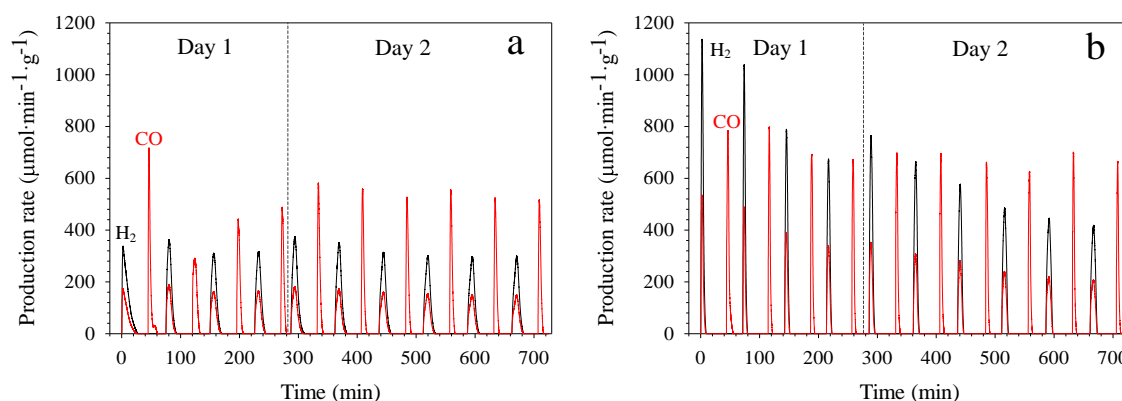 1200
1000
800
600
400
200
0
Production rate (μmol·min⁻¹·g⁻¹)
Day 1
Day 2
a
CO
H₂
0 100 200 300 400 500 600 700
Time (min)
1200
1000
800
600
400
200
0
Production rate (μmol·min⁻¹·g⁻¹)
H₂
Day 1
Day 2
b
CO
0 100 200 300 400 500 600 700
Time (min)